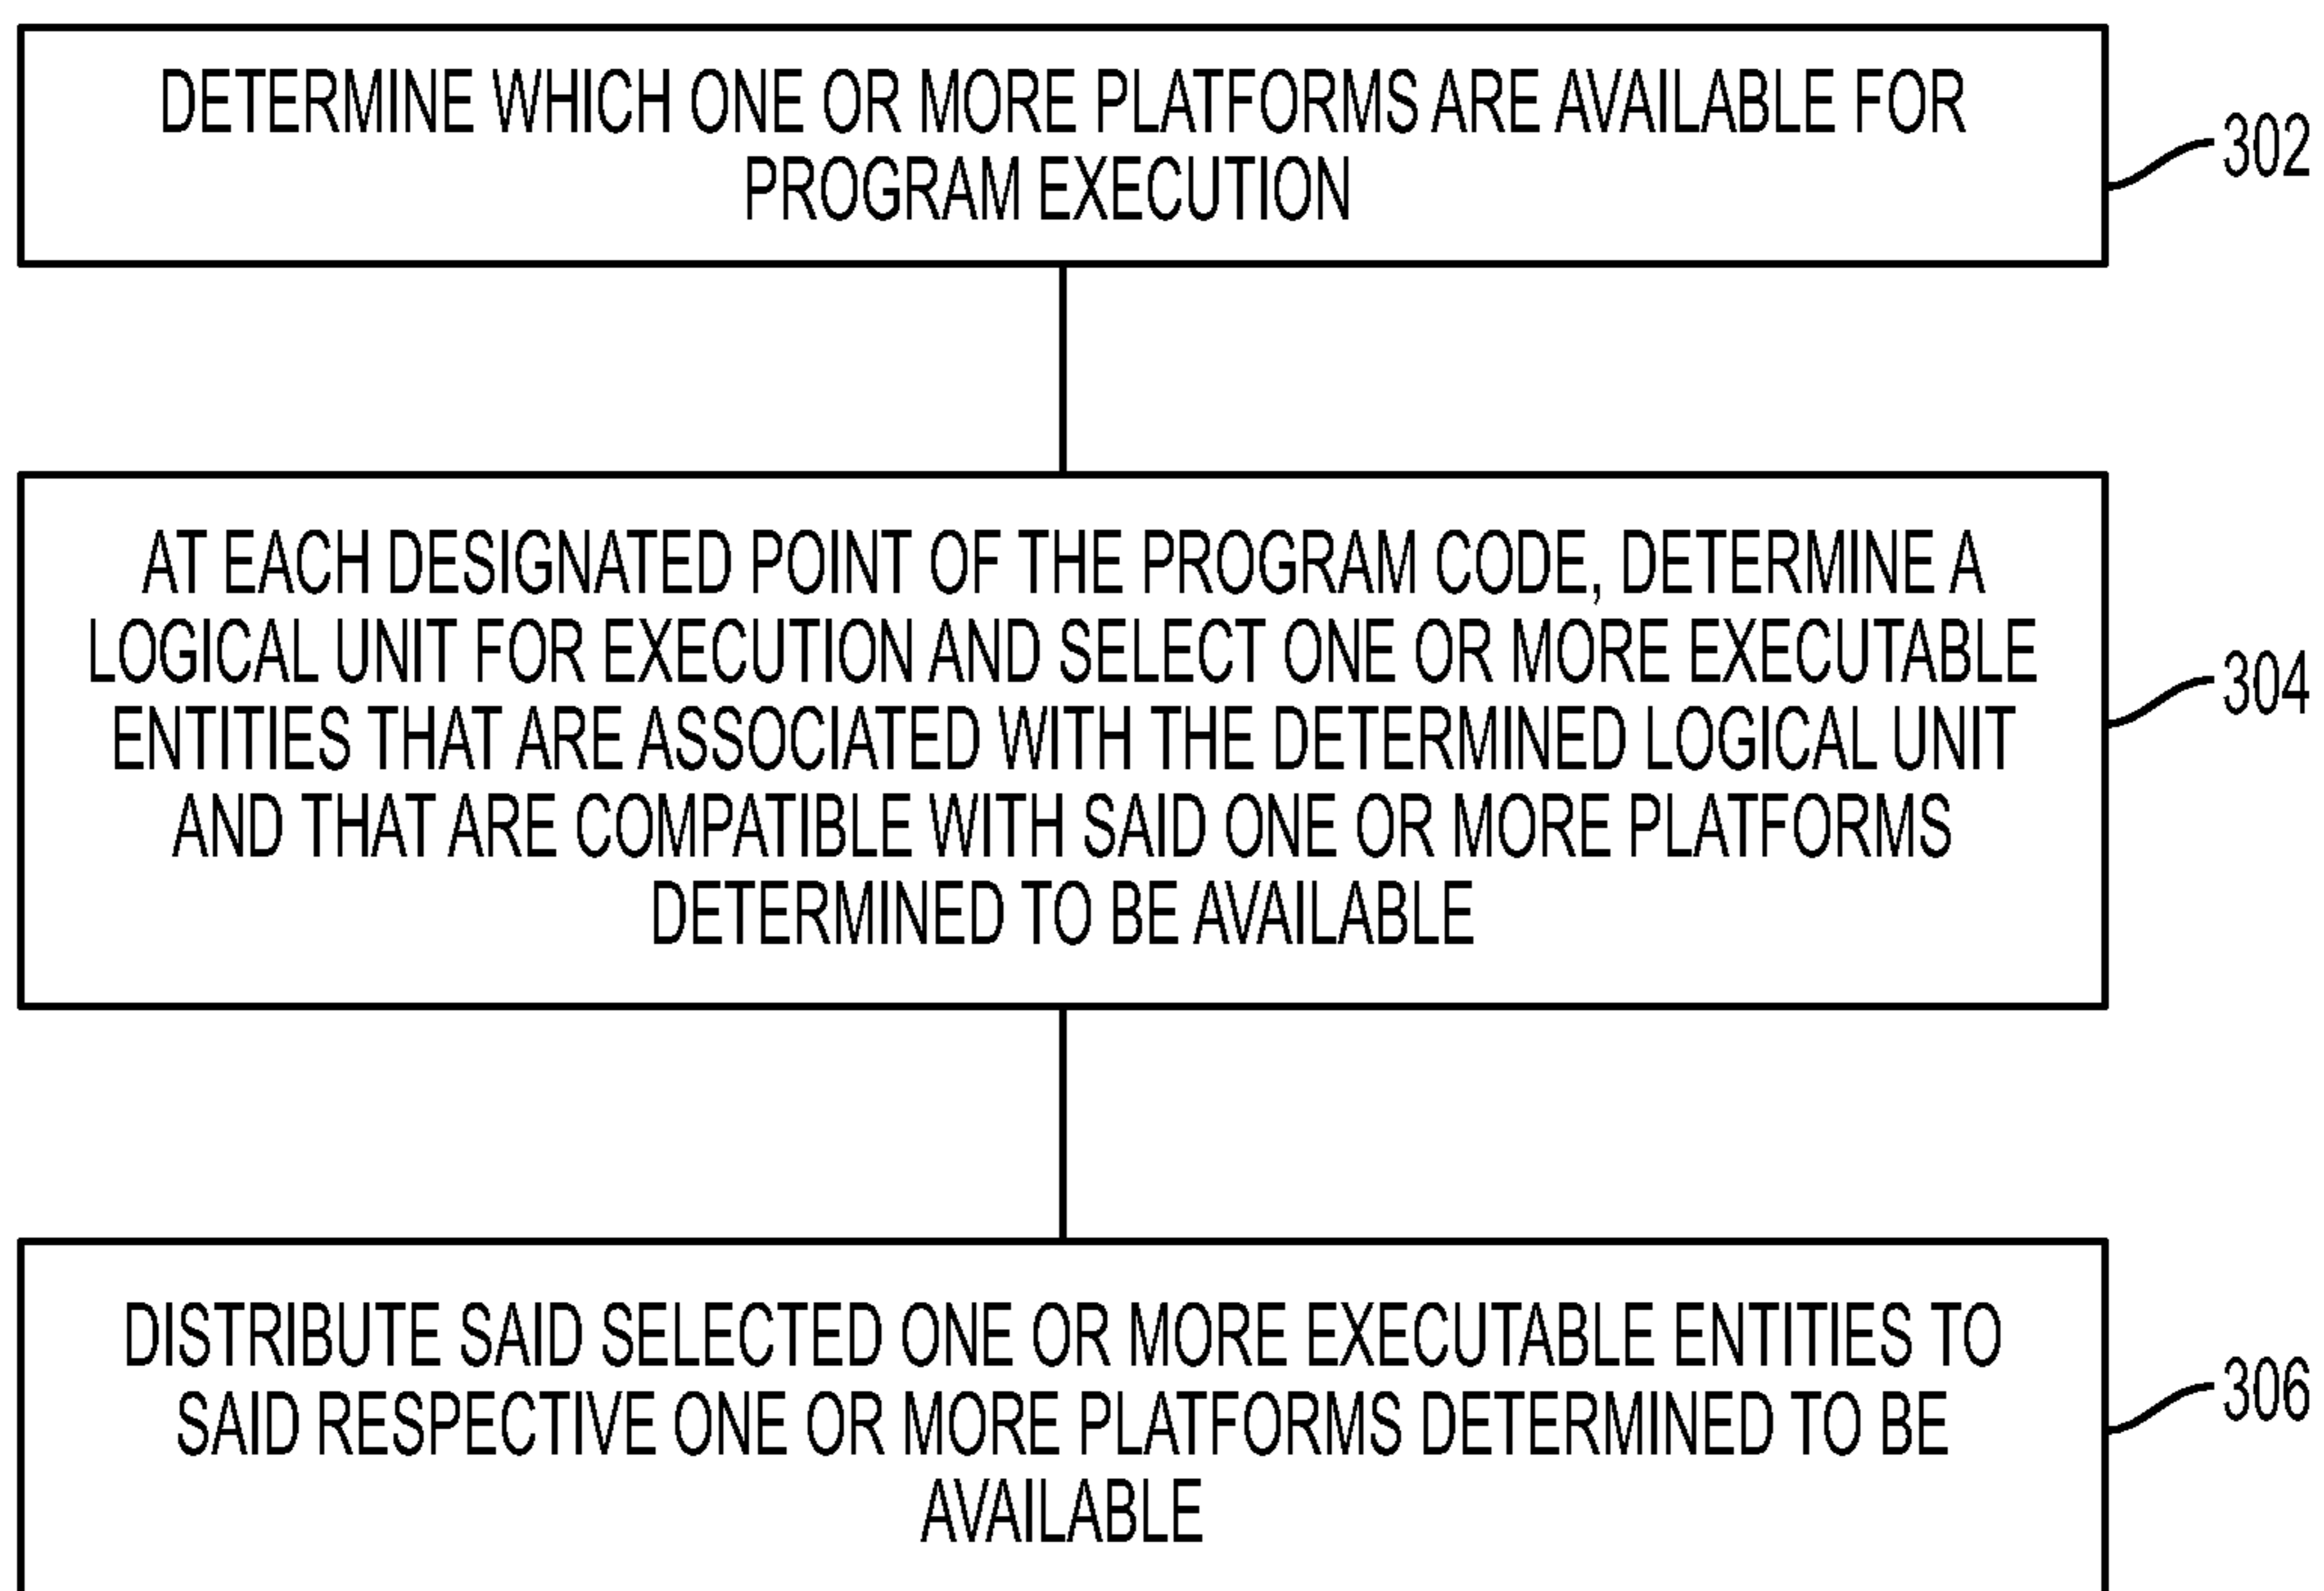 DETERMINE WHICH ONE OR MORE PLATFORMS ARE AVAILABLE FOR
PROGRAM EXECUTION
302
AT EACH DESIGNATED POINT OF THE PROGRAM CODE, DETERMINE A
LOGICAL UNIT FOR EXECUTION AND SELECT ONE OR MORE EXECUTABLE
ENTITIES THAT ARE ASSOCIATED WITH THE DETERMINED LOGICAL UNIT
AND THAT ARE COMPATIBLE WITH SAID ONE OR MORE PLATFORMS
DETERMINED TO BE AVAILABLE
304
DISTRIBUTE SAID SELECTED ONE OR MORE EXECUTABLE ENTITIES TO
SAID RESPECTIVE ONE OR MORE PLATFORMS DETERMINED TO BE
AVAILABLE
306